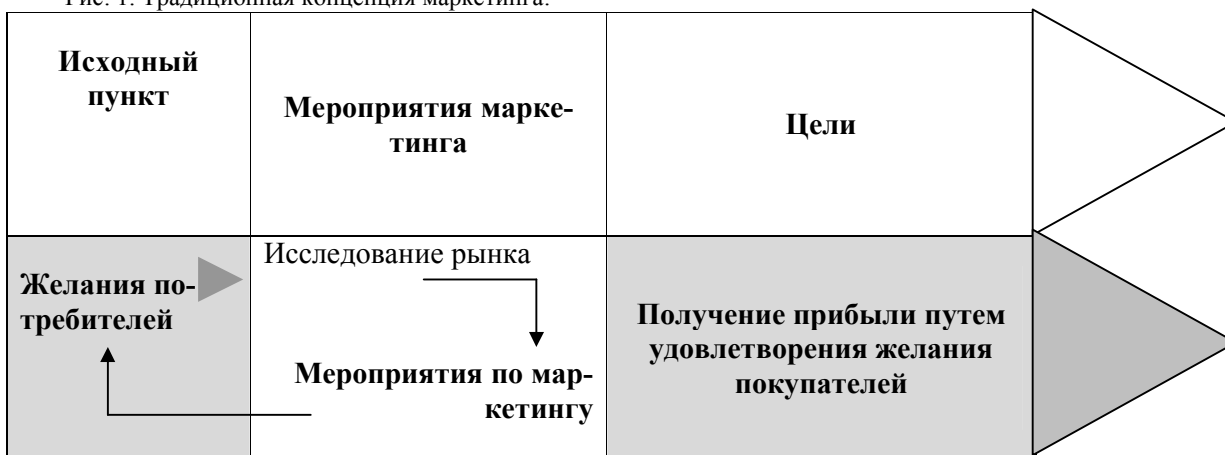 Рис. 1. Традиционная концепция маркетинга.
Исходный
пункт
Мероприятия марке-
тинга
Цели
Желания по-
требителей
Исследование рынка
Мероприятия по мар-
кетингу
Получение прибыли путем
удовлетворения желания
покупателей